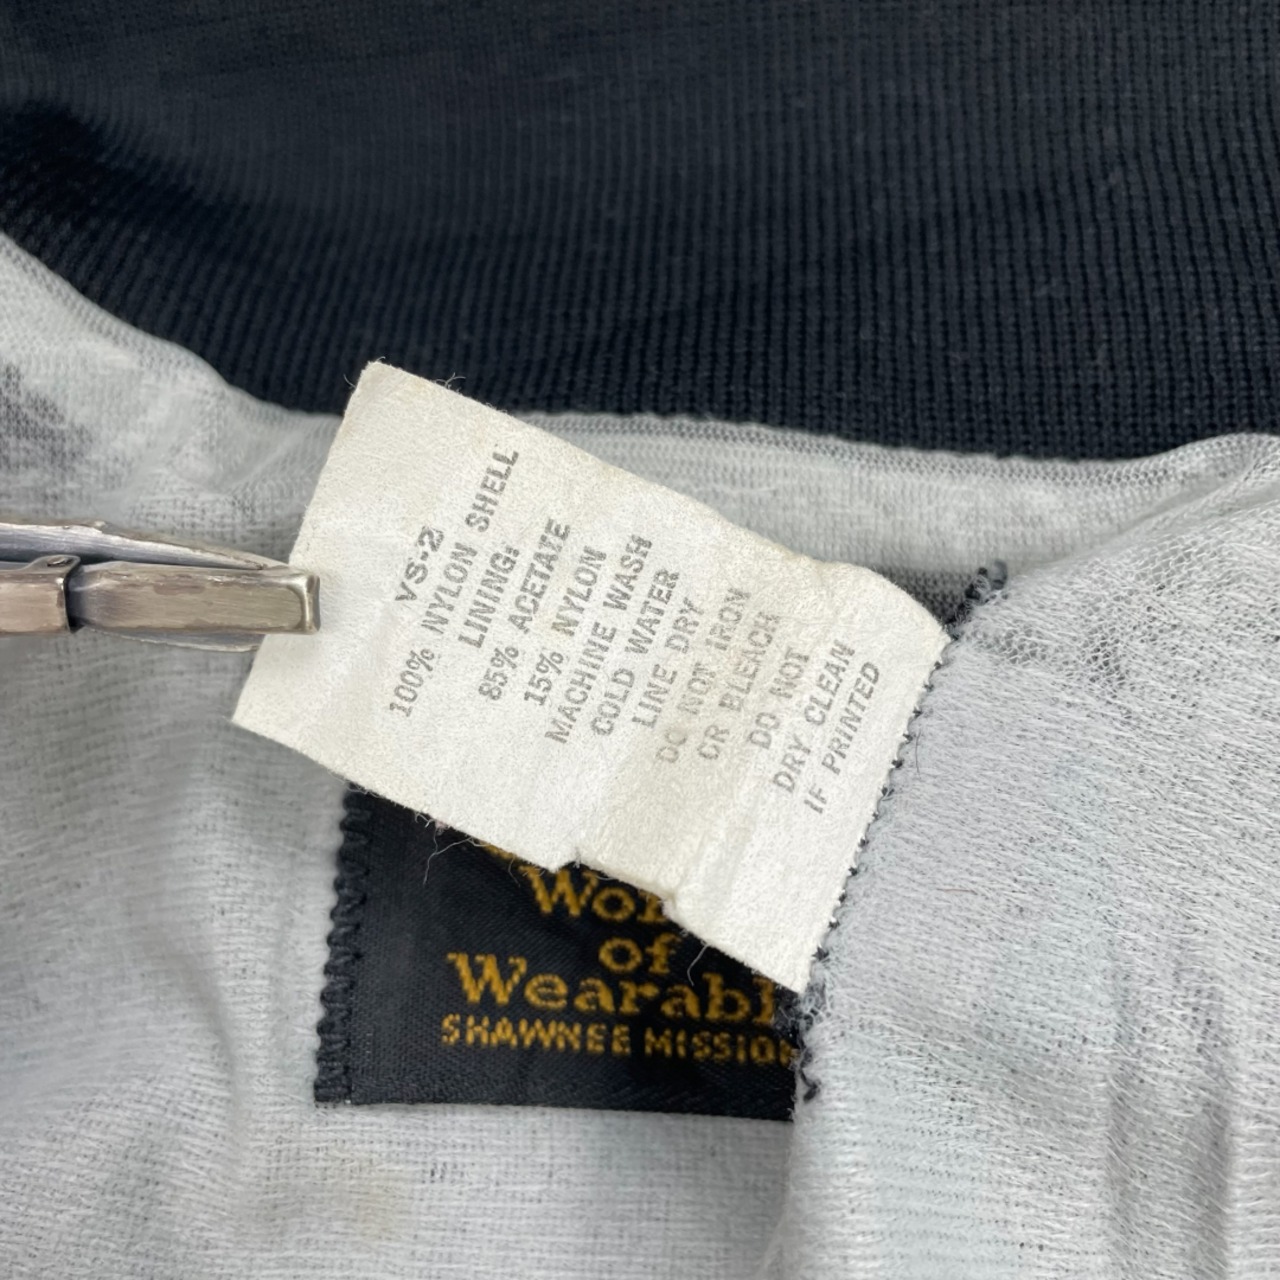 VS-2
100% NYLON SHELL
LINING:
85% ACETATE
15% NYLON
MACHINE WASH
COLD WATER
LINE DRY
DO NOT IRON
OR BLEACH
DO NOT
DRY CLEAN
IF PRINTED
of
SHAWNEE MISSION